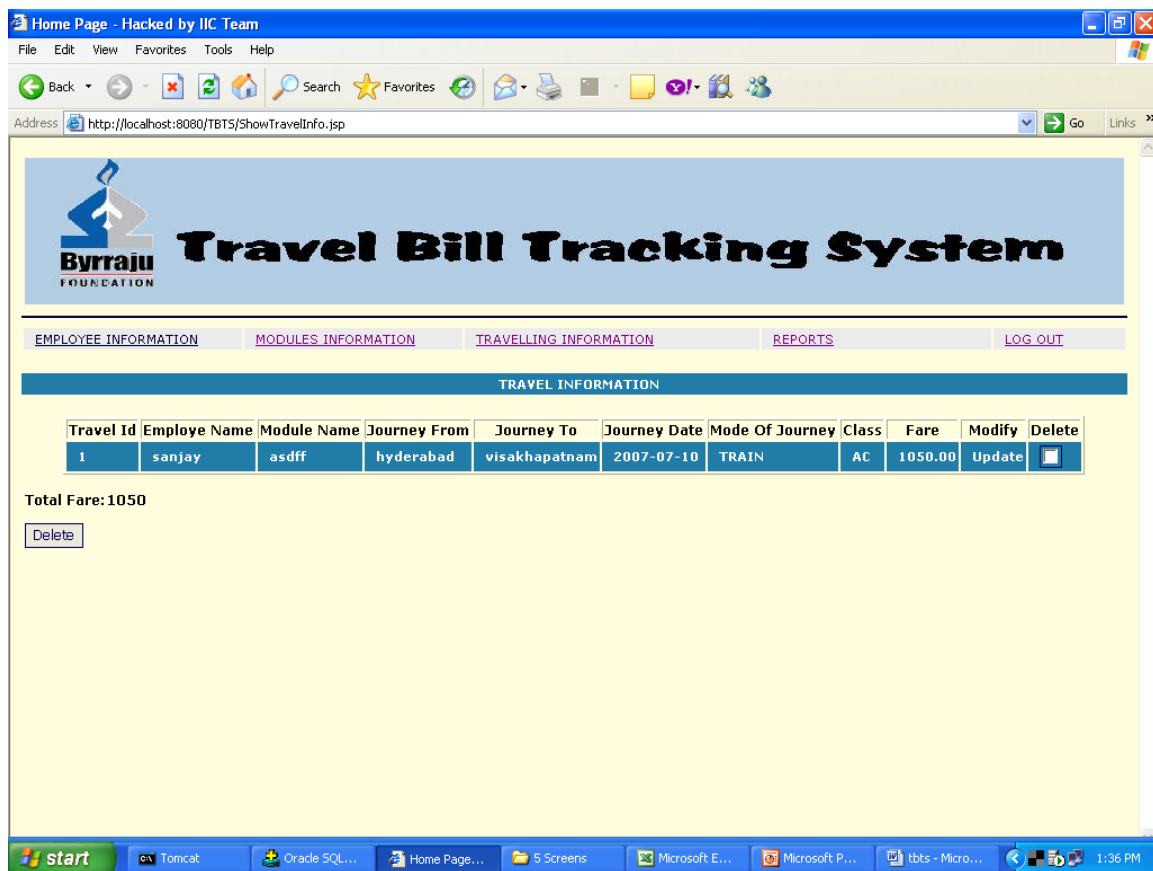 Home Page - Hacked by IIC Team
File Edit View Favorites Tools Help
Back Search Favorites
Address http://localhost:8080/TBTS/ShowTravelInfo.jsp Go Links »
Byrraju
FOUNDATION
Travel Bill Tracking System
EMPLOYEE INFORMATION MODULES INFORMATION TRAVELLING INFORMATION REPORTS LOG OUT
TRAVEL INFORMATION
Travel Id Employe Name Module Name Journey From Journey To Journey Date Mode Of Journey Class Fare Modify Delete
1 sanjay asdff hyderabad visakhapatnam 2007-07-10 TRAIN AC 1050.00 Update
Total Fare:1050
Delete
start Tomcat Oracle SQL... Home Page... 5 Screens Microsoft E... Microsoft P... tbts - Micro... 1:36 PM